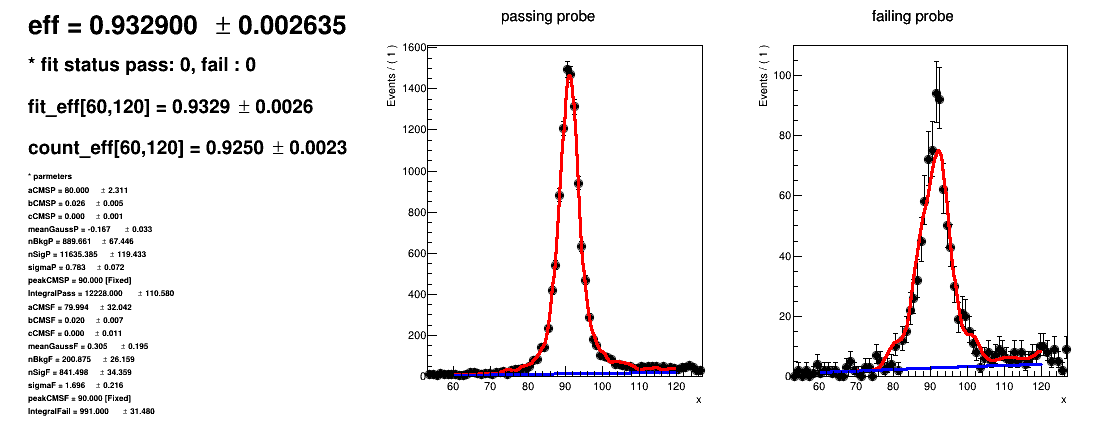 eff = 0.932900 ± 0.002635
* fit status pass: 0, fail : 0
fit_eff[60,120] = 0.9329 ± 0.0026
count_eff[60,120] = 0.9250 ± 0.0023
* parmeters
aCMSP = 80.000 ± 2.311
bCMSP = 0.026 ± 0.005
cCMSP = 0.000 ± 0.001
meanGaussP = -0.167 ± 0.033
nBkgP = 889.661 ± 67.446
nSigP = 11635.385 ± 119.433
sigmaP = 0.783 ± 0.072
peakCMSP = 90.000 [Fixed]
IntegralPass = 12228.000 ± 110.580
aCMSF = 79.994 ± 32.042
bCMSF = 0.020 ± 0.007
cCMSF = 0.000 ± 0.011
meanGaussF = 0.305 ± 0.195
nBkgF = 200.875 ± 26.159
nSigF = 841.498 ± 34.359
sigmaF = 1.696 ± 0.216
peakCMSF = 90.000 [Fixed]
IntegralFail = 991.000 ± 31.480
passing probe
Events / ( 1 )
1600
1400
1200
1000
800
600
400
200
0
60 70 80 90 100 110 120
x
failing probe
Events / ( 1 )
100
80
60
40
20
0
60 70 80 90 100 110 120
x